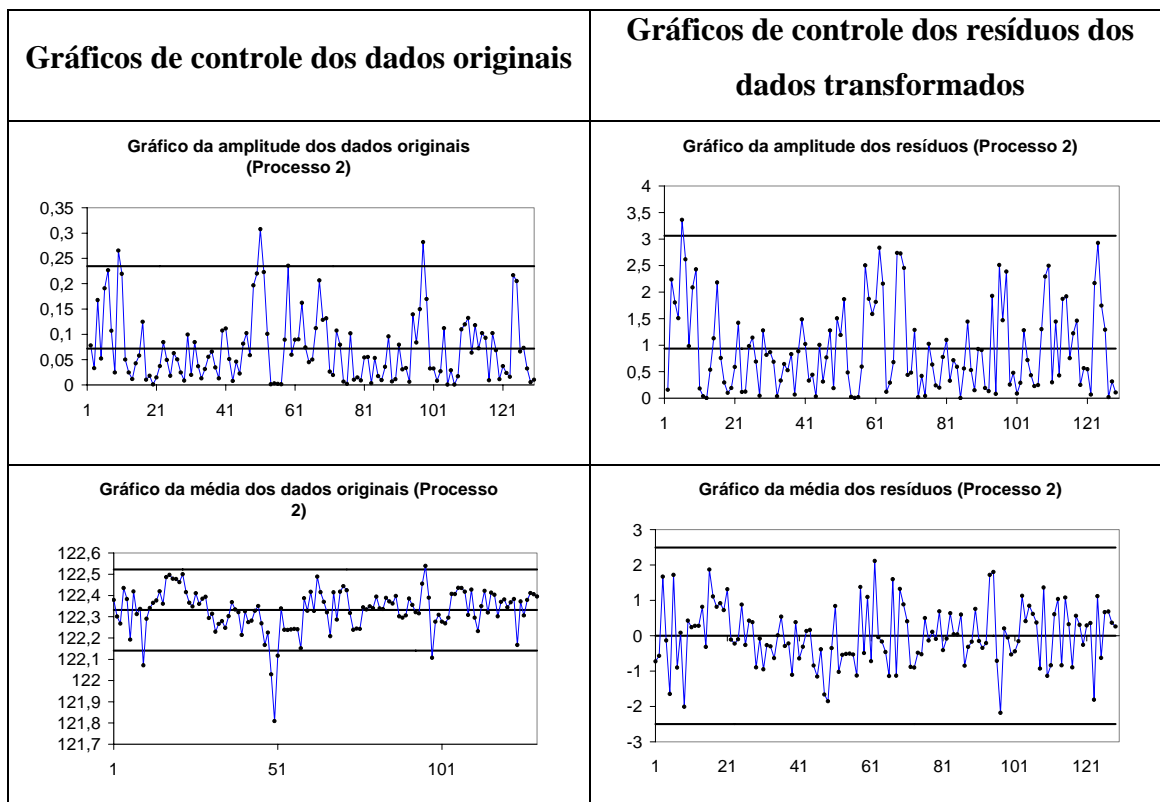 Gráficos de controle dos dados originais
Gráficos de controle dos resíduos dos
dados transformados
Gráfico da amplitude dos dados originais
(Processo 2)
0,35
0,3
0,25
0,2
0,15
0,1
0,05
0
1 21 41 61 81 101 121
Gráfico da amplitude dos resíduos (Processo 2)
4
3,5
3
2,5
2
1,5
1
0,5
0
1 21 41 61 81 101 121
Gráfico da média dos dados originais (Processo
2)
122,6
122,5
122,4
122,3
122,2
122,1
122
121,9
121,8
121,7
1 51 101
Gráfico da média dos resíduos (Processo 2)
3
2
1
0
-1
-2
-3
1 21 41 61 81 101 121